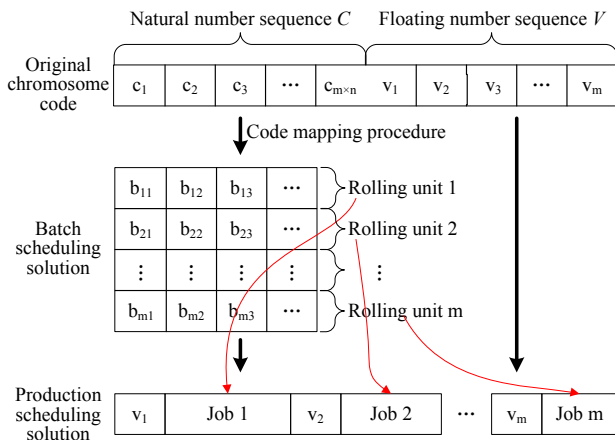 Natural number sequence C Floating number sequence V
Original chromosome code
c1 c2 c3 ··· cm×n v1 v2 v3 ··· vm
Code mapping procedure
Batch scheduling solution
b11 b12 b13 ··· Rolling unit 1
b21 b22 b23 ··· Rolling unit 2
⋮ ⋮ ⋮ ⋮ ⋮
bm1 bm2 bm3 ··· Rolling unit m
Production scheduling solution
v1 Job 1 v2 Job 2 ··· vm Job m